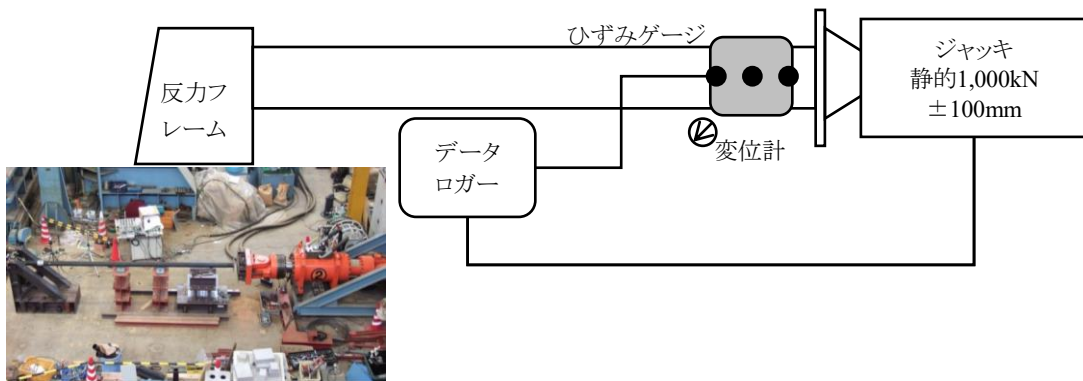 ひずみゲージ
ジャッキ
静的1,000kN
±100mm
反力フ
レーム
変位計
データ
ロガー
②